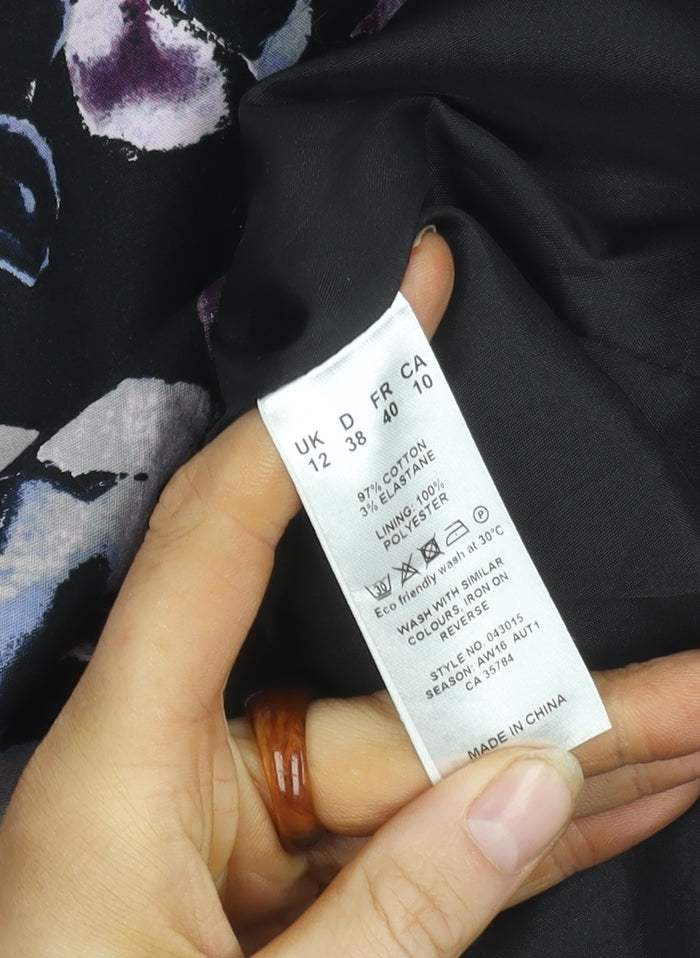 UK D FR CA
12 38 40 10
97% COTTON
3% ELASTANE
LINING: 100%
POLYESTER
30 P
Eco friendly wash at 30°C
WASH WITH SIMILAR
COLOURS, IRON ON
REVERSE
STYLE NO. 043015
SEASON: AW16 AUT1
CA 35784
MADE IN CHINA